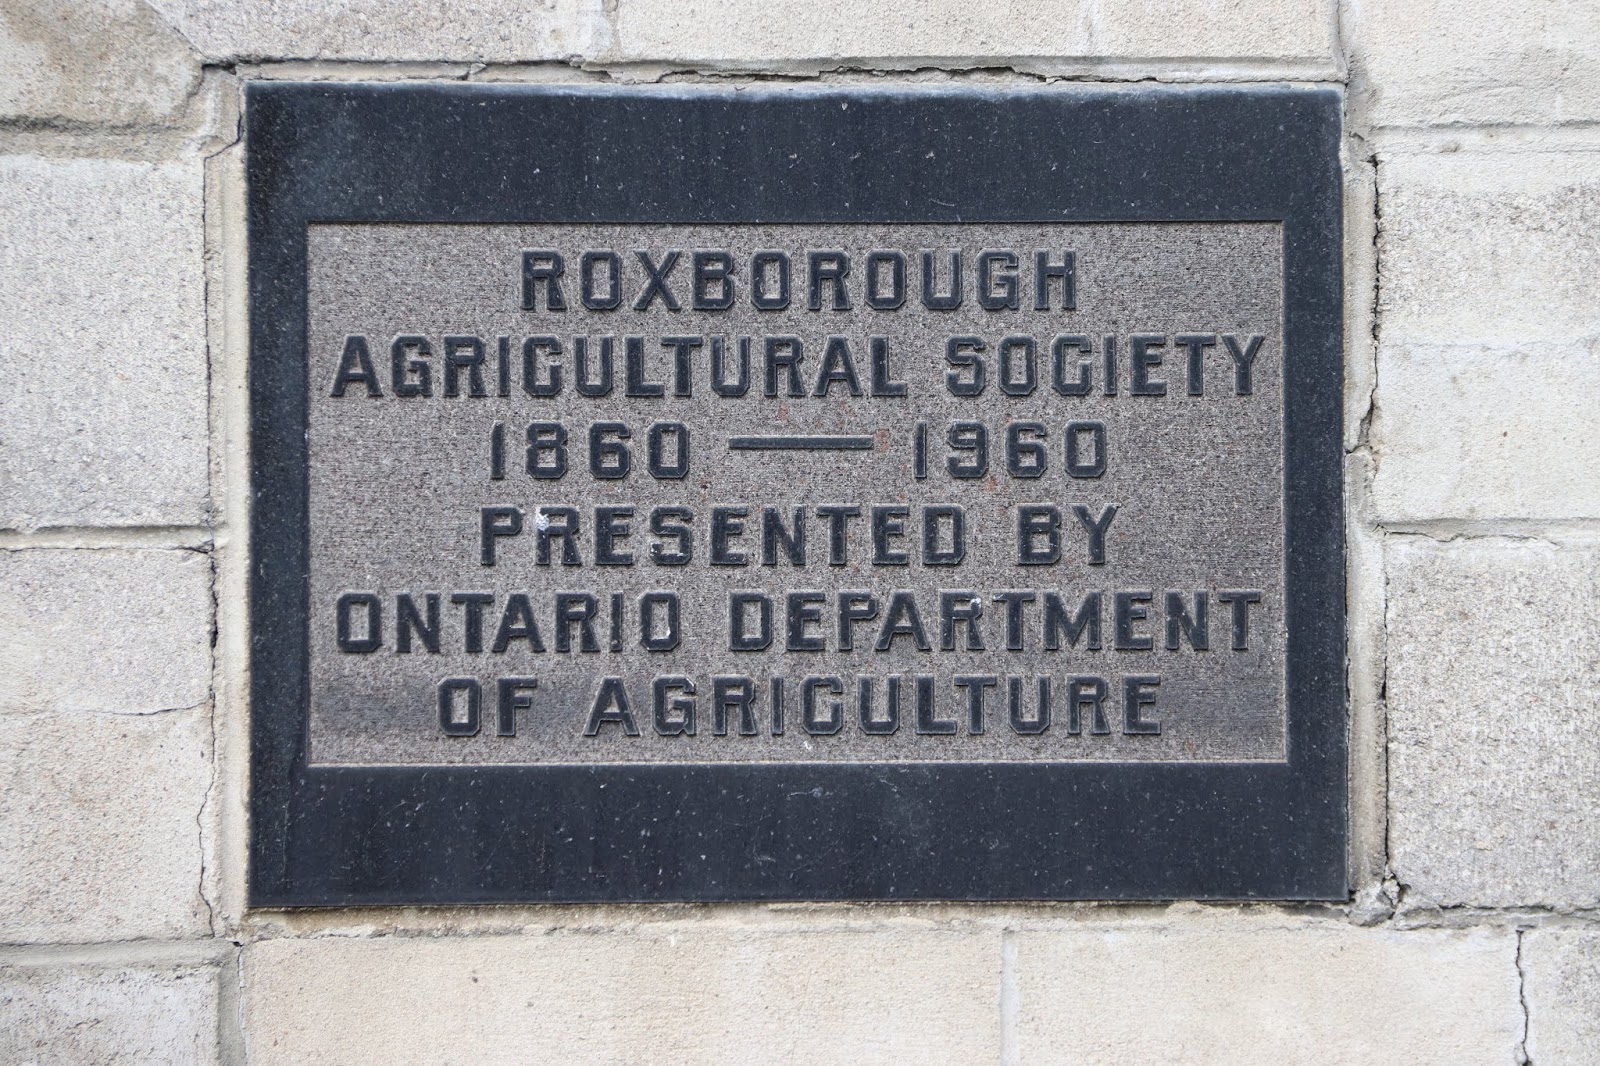 ROXBOROUGH
AGRICULTURAL SOCIETY
1860 — 1960
PRESENTED BY
ONTARIO DEPARTMENT
OF AGRICULTURE